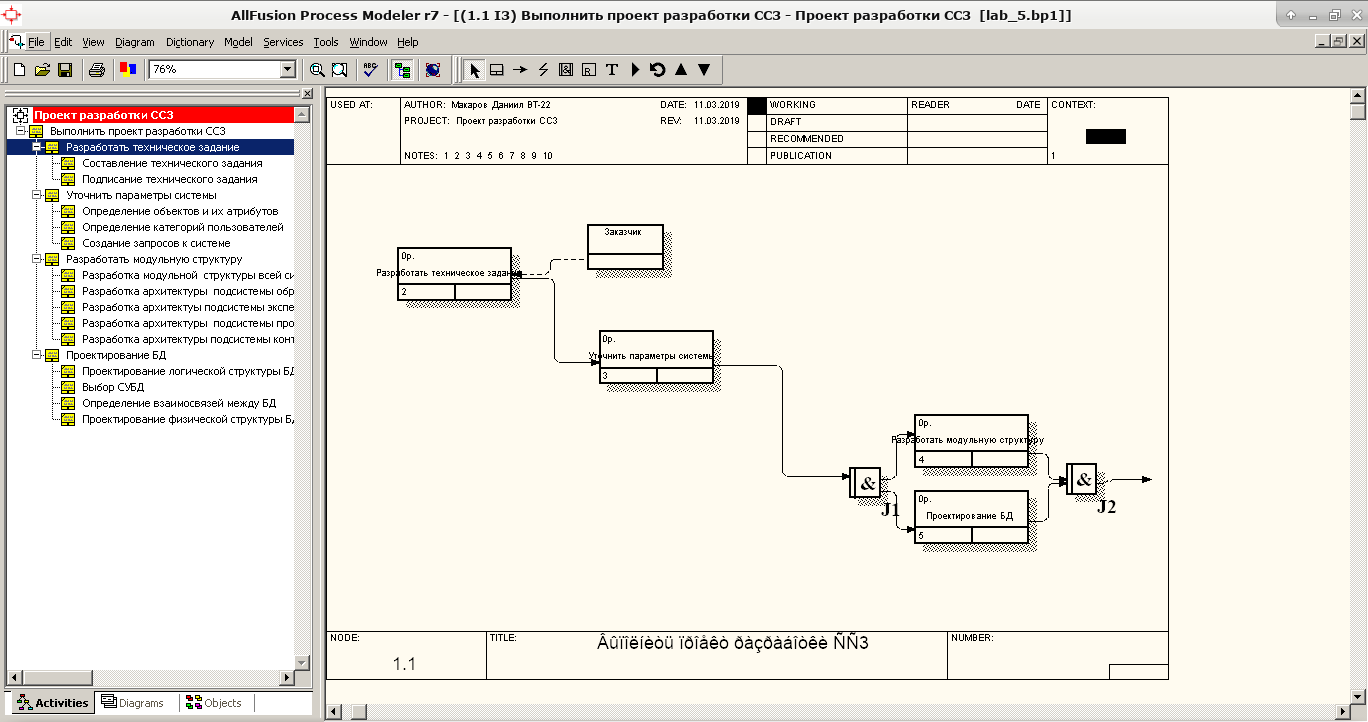 AllFusion Process Modeler r7 - [(1.1 I3) Выполнить проект разработки ССЗ - Проект разработки ССЗ [lab_5.bp1]]
File Edit View Diagram Dictionary Model Services Tools Window Help
76%
ABC
R T
Проект разработки ССЗ
Выполнить проект разработки ССЗ
Разработать техническое задание
Составление технического задания
Подписание технического задания
Уточнить параметры системы
Определение объектов и их атрибутов
Определение категорий пользователей
Создание запросов к системе
Разработать модульную структуру
Разработка модульной структуры всей си
Разработка архитектуры подсистемы обр
Разработка архитектуы подсистемы экспе
Разработка архитектуры подсистемы про
Разработка архитектуры подсистемы конт
Проектирование БД
Проектирование логической структуры БД
Выбор СУБД
Определение взаимосвязей между БД
Проектирование физической структуры Б
Activities Diagrams Objects
USED AT:
AUTHOR: Макаров Даниил ВТ-22
DATE: 11.03.2019
PROJECT: Проект разработки ССЗ
REV: 11.03.2019
NOTES: 1 2 3 4 5 6 7 8 9 10
WORKING
DRAFT
RECOMMENDED
PUBLICATION
READER DATE
CONTEXT:
1
Заказчик
0р.
Разработать техническое задание
2
0р.
Уточнить параметры системы
3
0р.
Разработать модульную структуру
4
&
J1
&
J2
0р.
Проектирование БД
5
NODE:
1.1
TITLE:
Âûïîëíèòü ïðîåêò ðàçðàáîòêè ÑÑ3
NUMBER: